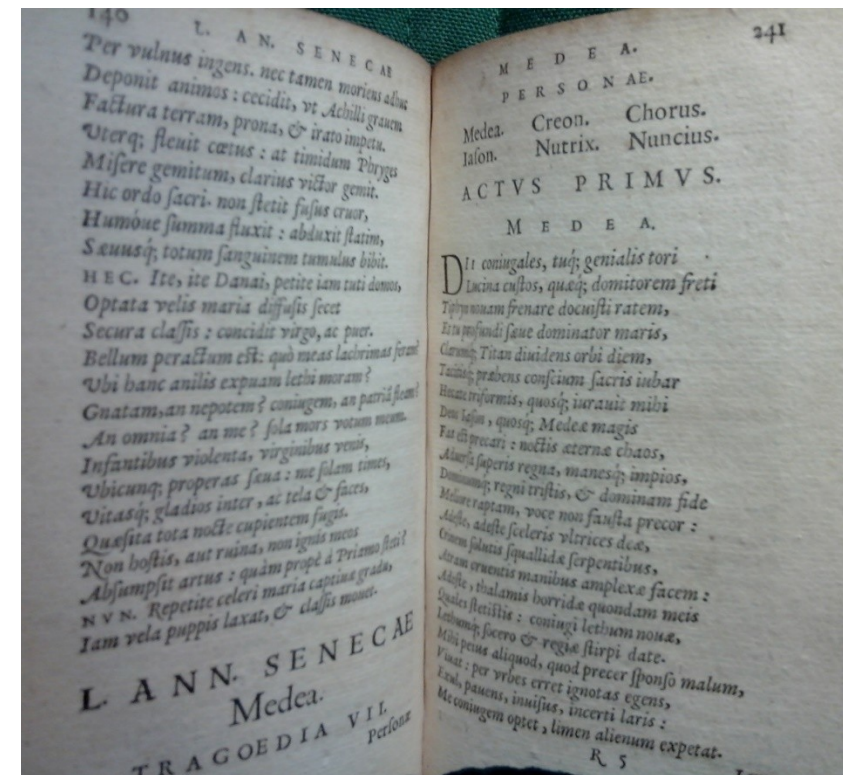 140
L. AN. SENECÆ
Per vulnus ingens. nec tamen moriens adhuc
Deponit animos : cecidit, vt Achilli grauem
Factura terram, prona, & irato impetu.
Vterq; fleuit cœtus : at timidum Phryges
Misere gemitum, clarius victor gemit.
Hic ordo sacri. non stetit fusus cruor,
Humóue summa fluxit : abduxit statim,
Sæuusq́; totum sanguinem tumulus bibit.
HEC. Ite, ite Danai, petite iam tuti domos,
Optata velis maria diffusis secet
Secura classis : concidit virgo, ac puer.
Bellum peractum est: quò meas lachrimas feram?
Vbi hanc anilis expuam lethi moram?
Gnatam, an nepotem? coniugem, an patriā fleam?
An omnia? an me? sola mors votum meum.
Infantibus violenta, virginibus venis,
Vbicunq; properas sæua : me solam times,
Vitasq́; gladios inter, ac tela & faces,
Quæsita tota nocte cupientem fugis.
Non hostis, aut ruina, non ignis meos
Absumpsit artus : quàm propè à Priamo steti?
NVN. Repetite celeri maria captiuæ gradu,
Iam vela puppis laxat, & classis mouet.
L. ANN. SENECAE
Medea.
TRAGOEDIA VII.
Personæ
241
MEDEA.
PERSONAE.
Medea. Creon. Chorus.
Iason. Nutrix. Nuncius.
ACTVS PRIMVS.
MEDEA.
DII coniugales, tuq́; genialis tori
Lucina custos, quæq́; domitorem freti
Tiphyn nouam frenare docuisti ratem,
Et tu profundi sæue dominator maris,
Clarumq́; Titan diuidens orbi diem,
Tacitisq́; præbens conscium sacris iubar
Hecate triformis, quosq́; iurauit mihi
Deos Iason, quosq́; Medeæ magis
Fas est precari : noctis æternæ chaos,
Auersa superis regna, manesq́; impios,
Dominumq́; regni tristis, & dominam fide
Meliore raptam, voce non fausta precor :
Adeste, adeste sceleris vltrices deæ,
Crinem solutis squallidæ serpentibus,
Atram cruentis manibus amplexæ facem :
Adeste, thalamis horridæ quondam meis
Quales stetistis : coniugi lethum nouæ,
Lethumq́; socero & regiæ stirpi date.
Mihi peius aliquod, quod precer sponso malum,
Viuat : per vrbes erret ignotas egens,
Exul, pauens, inuisus, incerti laris :
Me coniugem optet, limen alienum expetat.
R 5